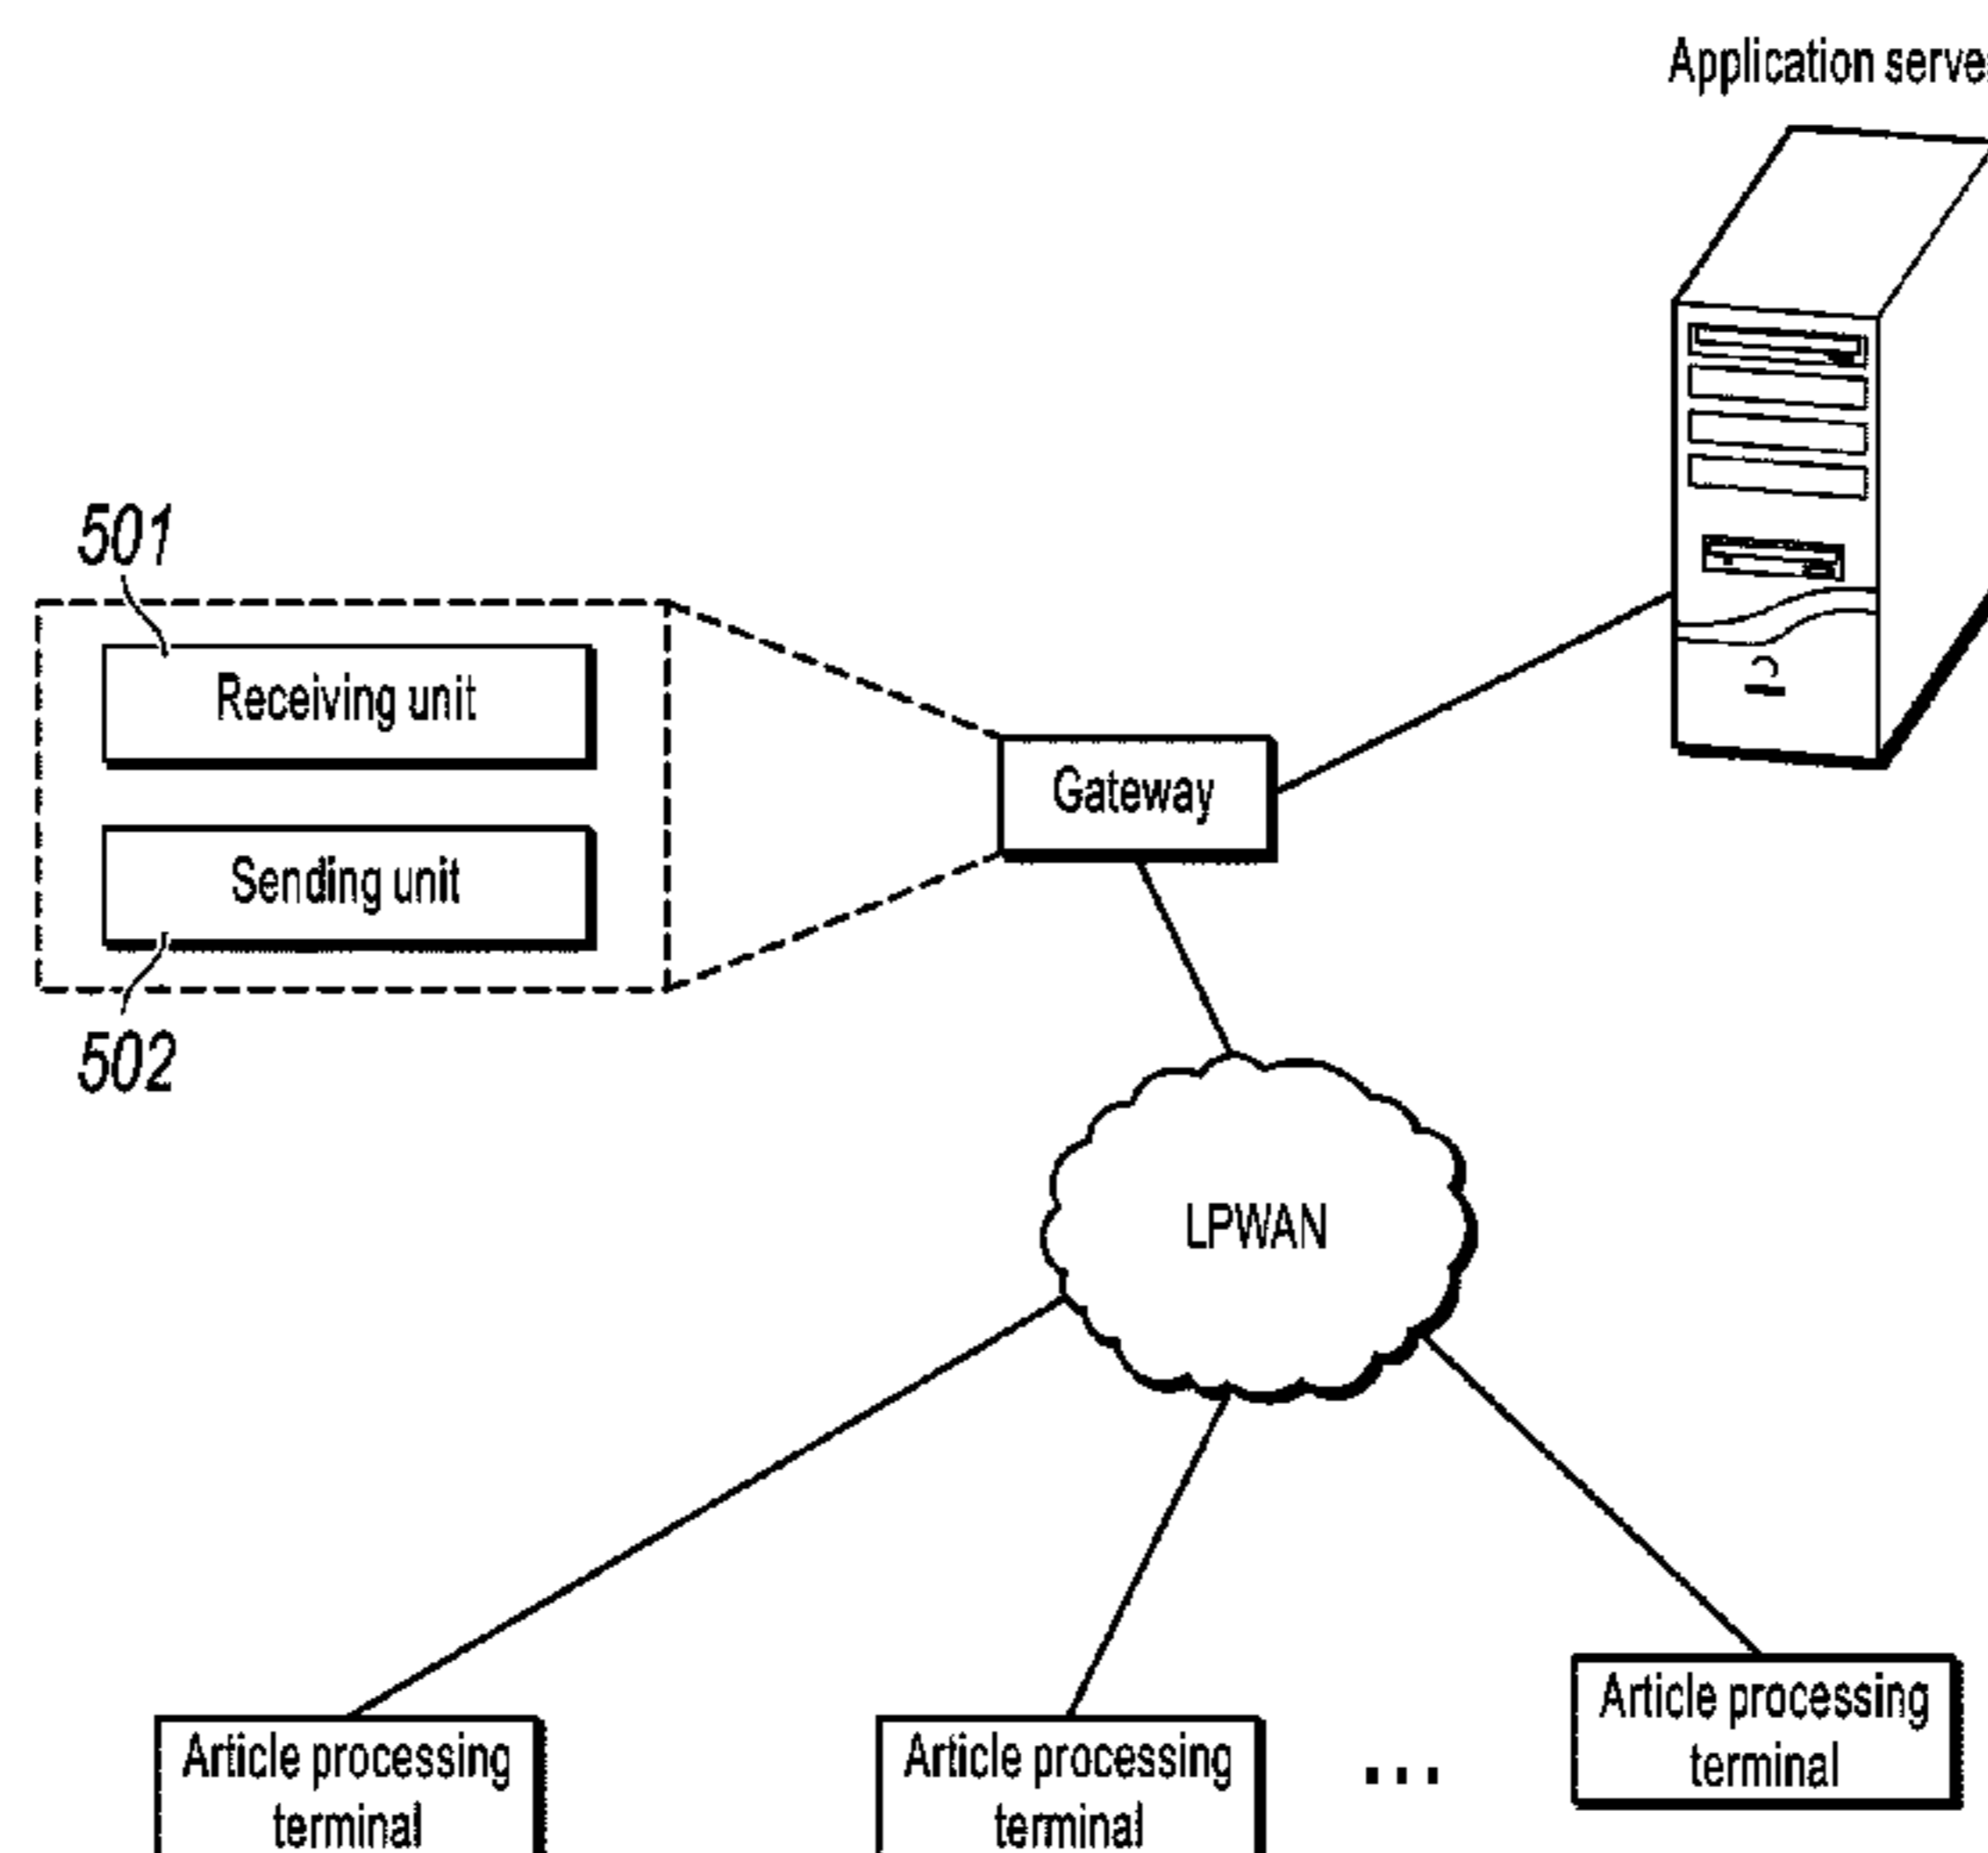 Application serve
501
Receiving unit
Gateway
Sending unit
502
LPWAN
Article processing
terminal
Article processing
terminal
...
Article processing
terminal